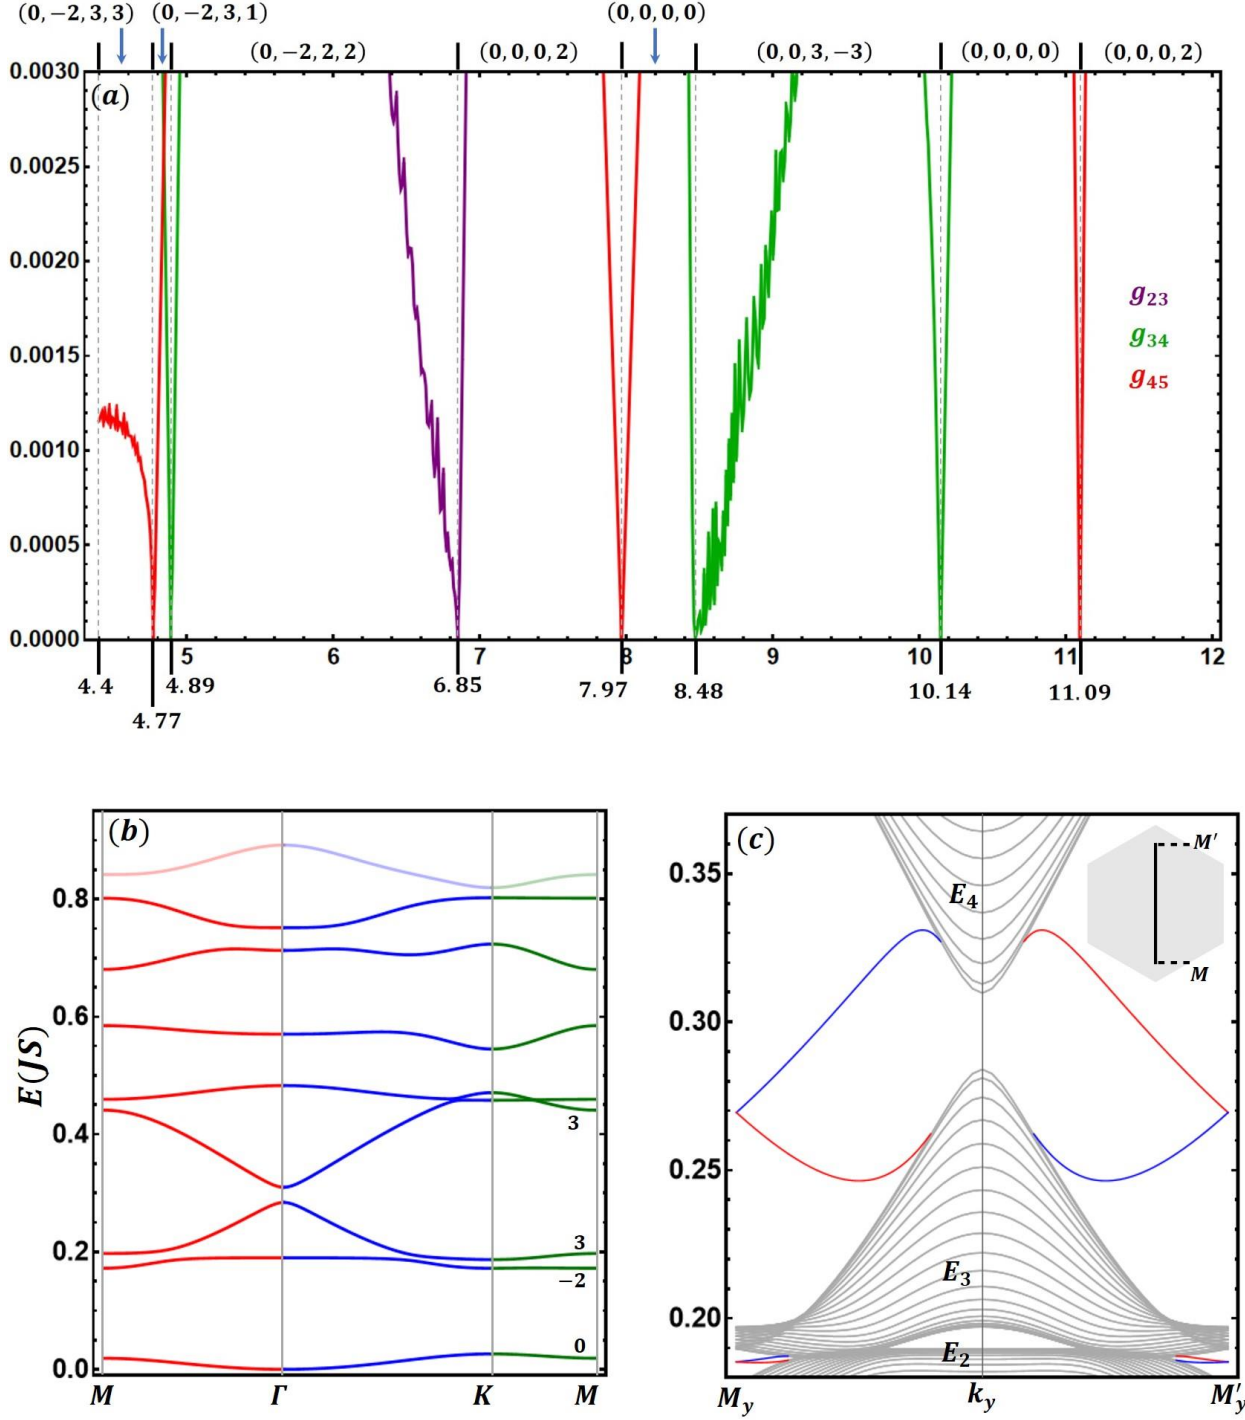 (0, −2, 3, 3) (0, −2, 3, 1) (0, 0, 0, 0)
(0, −2, 2, 2) (0, 0, 0, 2) (0, 0, 3, −3) (0, 0, 0, 0) (0, 0, 0, 2)
(a)
0.0030
0.0025
0.0020
0.0015
0.0010
0.0005
0.0000
g23
g34
g45
5 6 7 8 9 10 11 12
4.4 4.89 6.85 7.97 8.48 10.14 11.09
4.77
(b)
E(JS)
0.8
0.6
0.4
0.2
0.0
3
3
−2
0
M Γ K M
(c)
M′
M
0.35
0.30
0.25
0.20
E4
E3
E2
My ky M′y